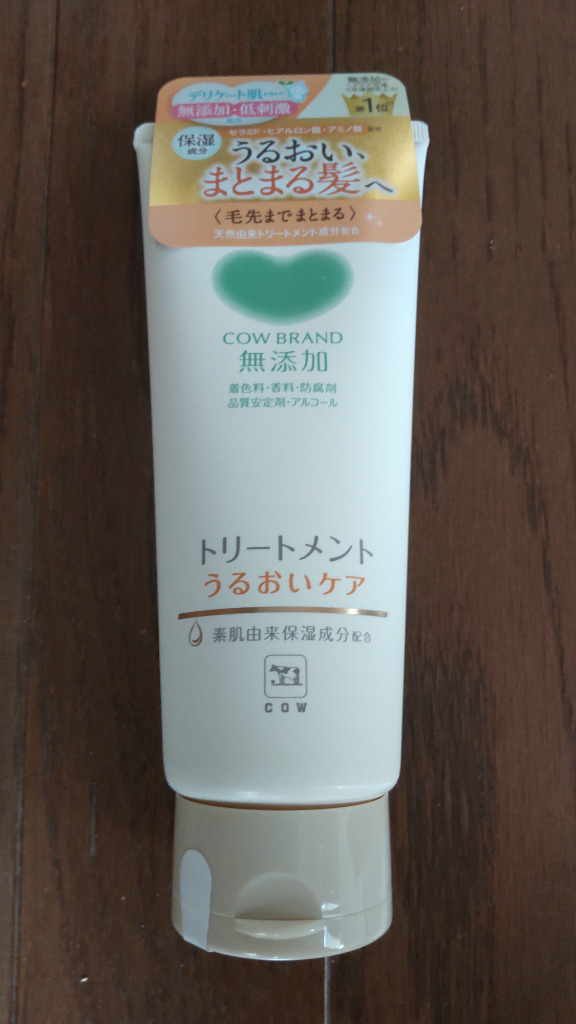 デリケート肌
無添加・低刺激
無添加
第1位
保湿
成分
セラミド・ヒアルロン酸・アミノ酸 配合
うるおい、
まとまる髪へ
〈毛先までまとまる〉
天然由来トリートメント成分配合
COW BRAND
無添加
着色料・香料・防腐剤
品質安定剤・アルコール
トリートメント
うるおいケア
素肌由来保湿成分配合
COW